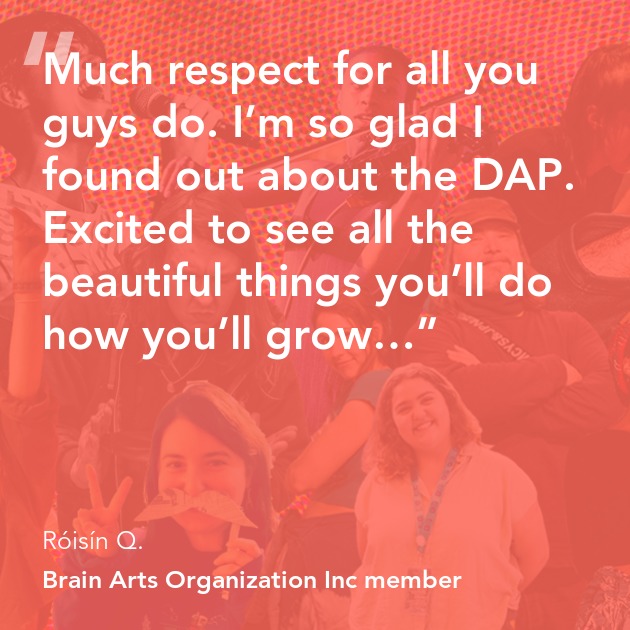 "Much respect for all you
guys do. I’m so glad I
found out about the DAP.
Excited to see all the
beautiful things you’ll do
how you’ll grow…”
Róisín Q.
Brain Arts Organization Inc member